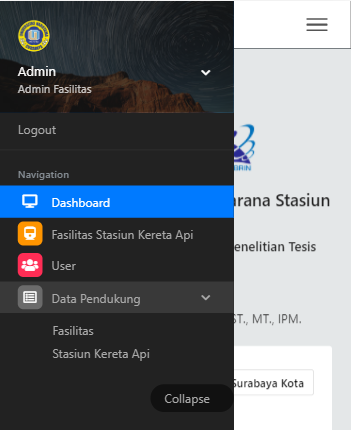 Admin
Admin Fasilitas
Logout
Navigation
BRIN
Dashboard
arana Stasiun
Fasilitas Stasiun Kereta Api
enelitian Tesis
User
Data Pendukung
ST., MT., IPM.
Fasilitas
Stasiun Kereta Api
Surabaya Kota
Collapse